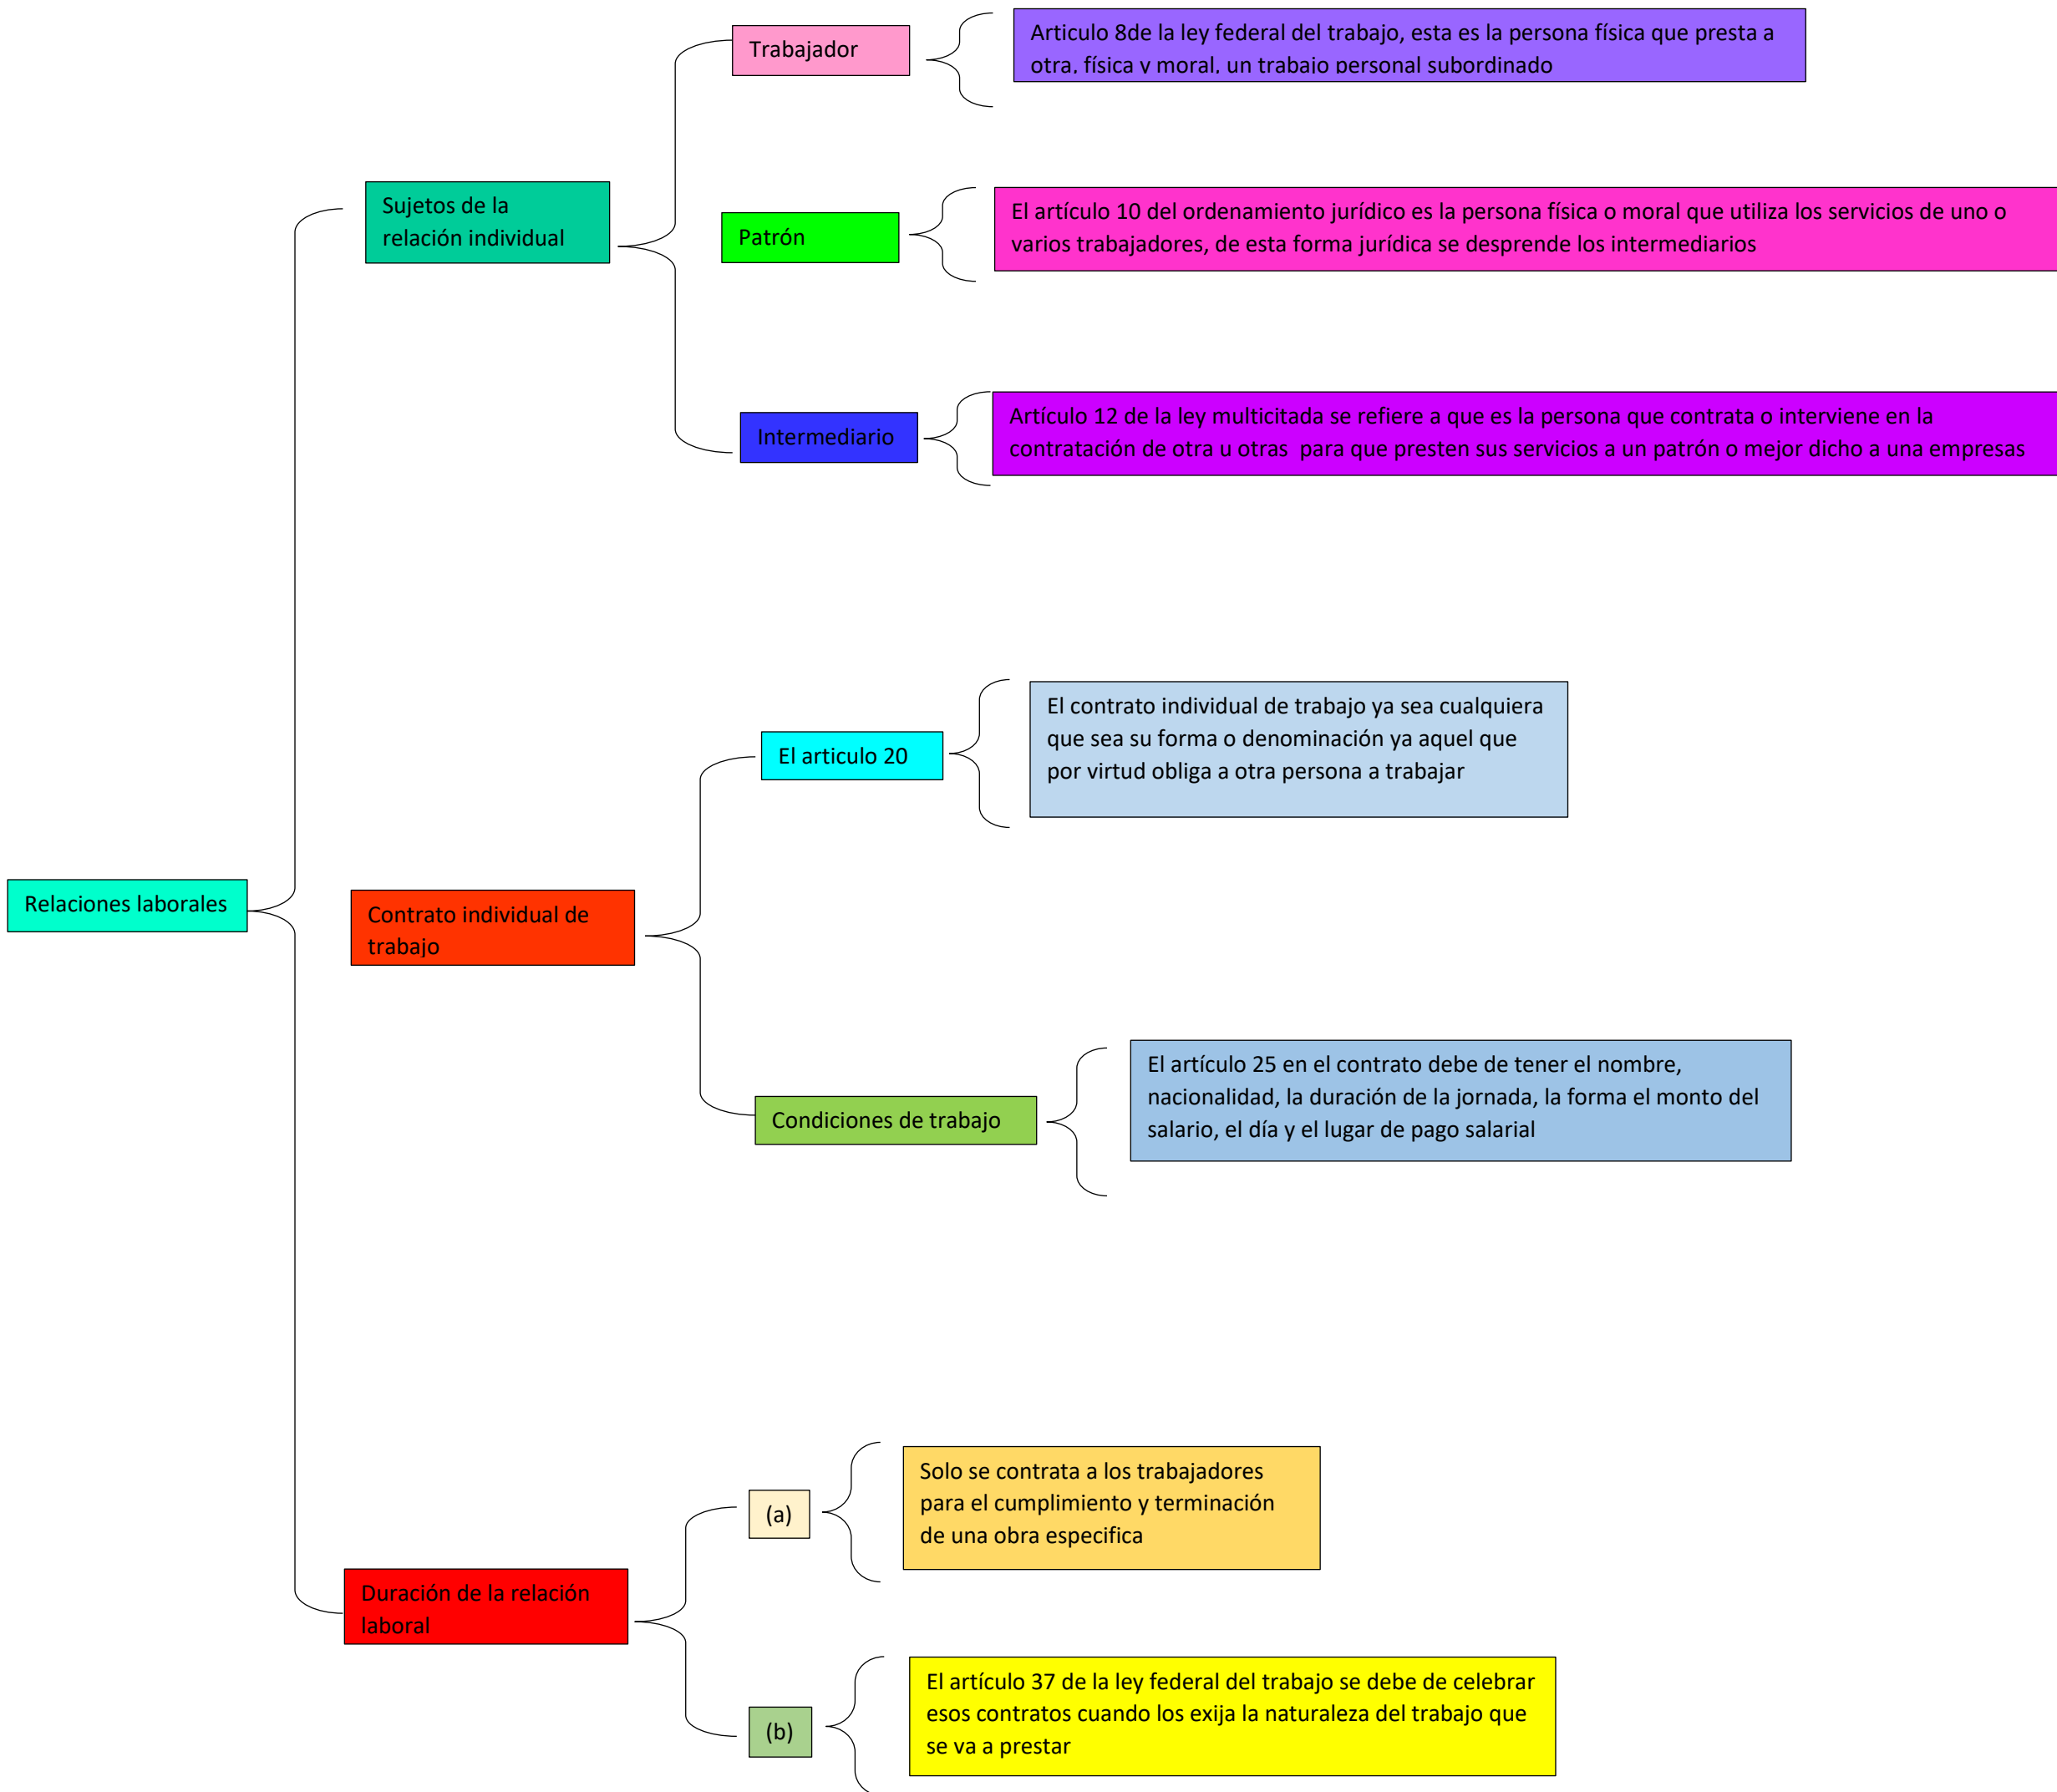 Trabajador
Articulo 8de la ley federal del trabajo, esta es la persona física que presta a
otra, física y moral, un trabajo personal subordinado
Sujetos de la
relación individual
Patrón
El artículo 10 del ordenamiento jurídico es la persona física o moral que utiliza los servicios de uno o
varios trabajadores, de esta forma jurídica se desprende los intermediarios
Intermediario
Artículo 12 de la ley multicitada se refiere a que es la persona que contrata o interviene en la
contratación de otra u otras  para que presten sus servicios a un patrón o mejor dicho a una empresas
El articulo 20
El contrato individual de trabajo ya sea cualquiera
que sea su forma o denominación ya aquel que
por virtud obliga a otra persona a trabajar
Relaciones laborales
Contrato individual de
trabajo
Condiciones de trabajo
El artículo 25 en el contrato debe de tener el nombre,
nacionalidad, la duración de la jornada, la forma el monto del
salario, el día y el lugar de pago salarial
(a)
Solo se contrata a los trabajadores
para el cumplimiento y terminación
de una obra especifica
Duración de la relación
laboral
(b)
El artículo 37 de la ley federal del trabajo se debe de celebrar
esos contratos cuando los exija la naturaleza del trabajo que
se va a prestar